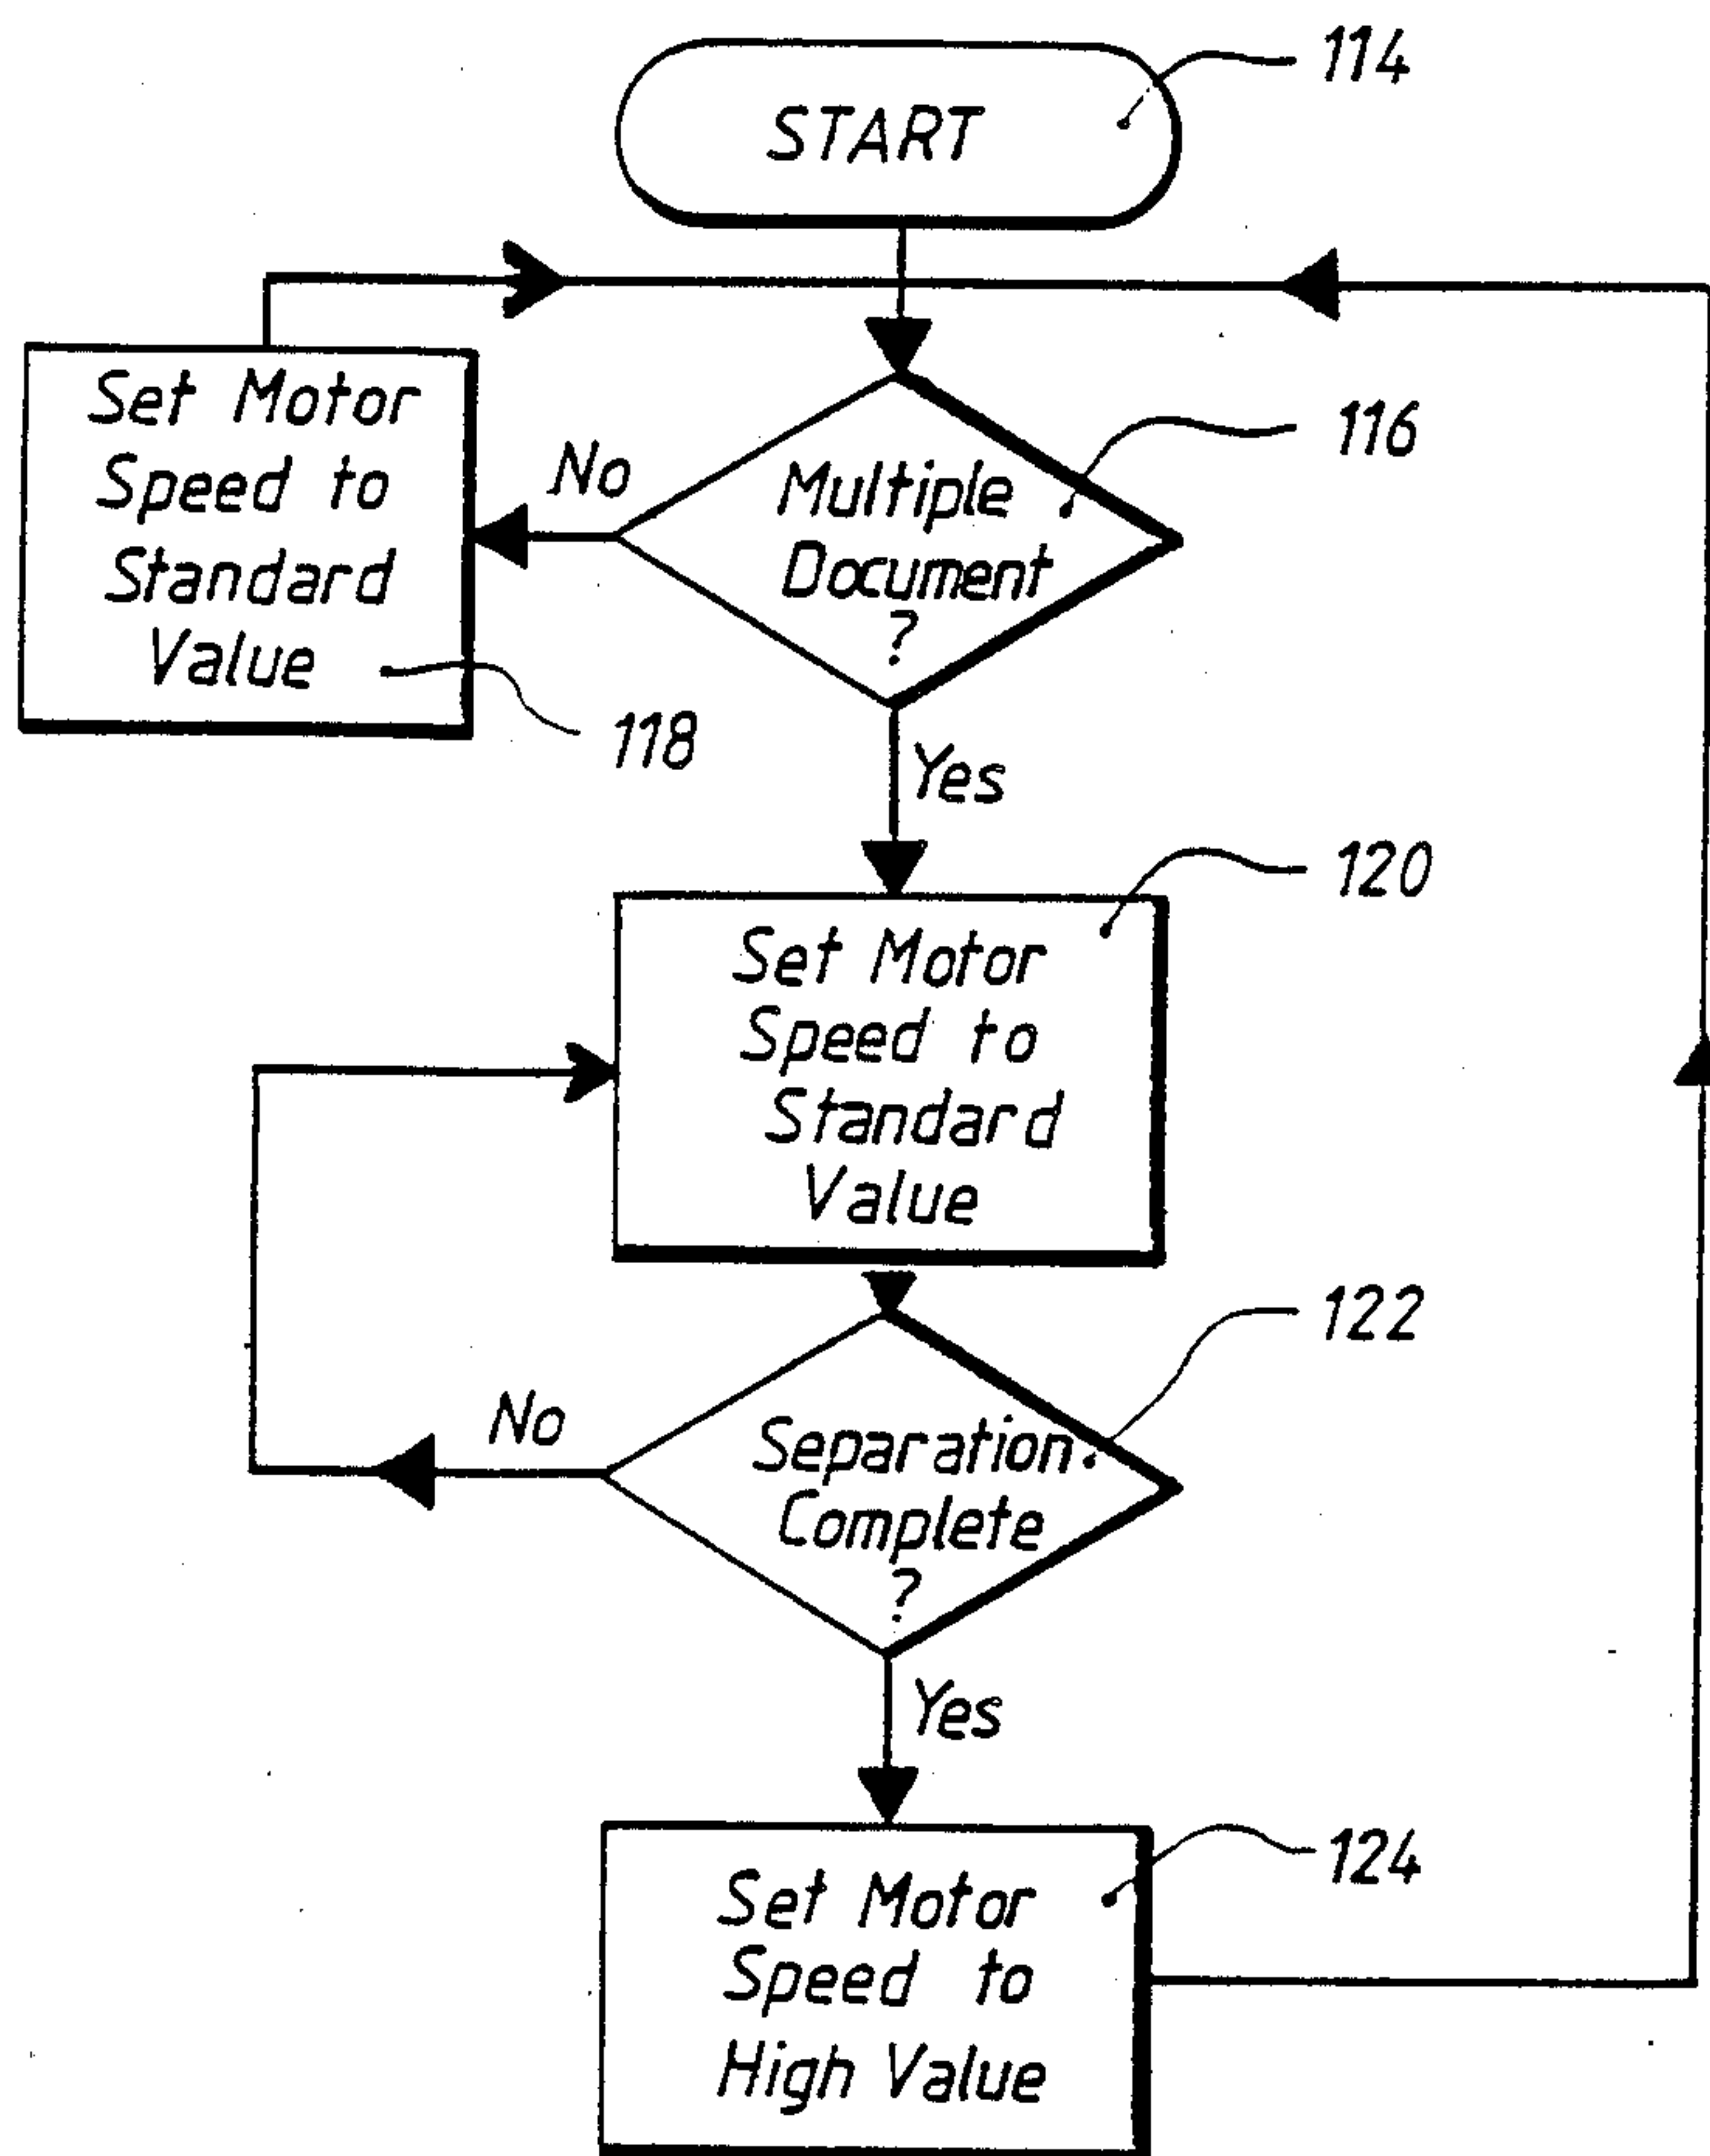 START
114
Set Motor
Speed to
Standard
Value
118
No
Multiple
Document
?
116
Yes
120
Set Motor
Speed to
Standard
Value
122
No
Separation
Complete
?
Yes
124
Set Motor
Speed to
High Value